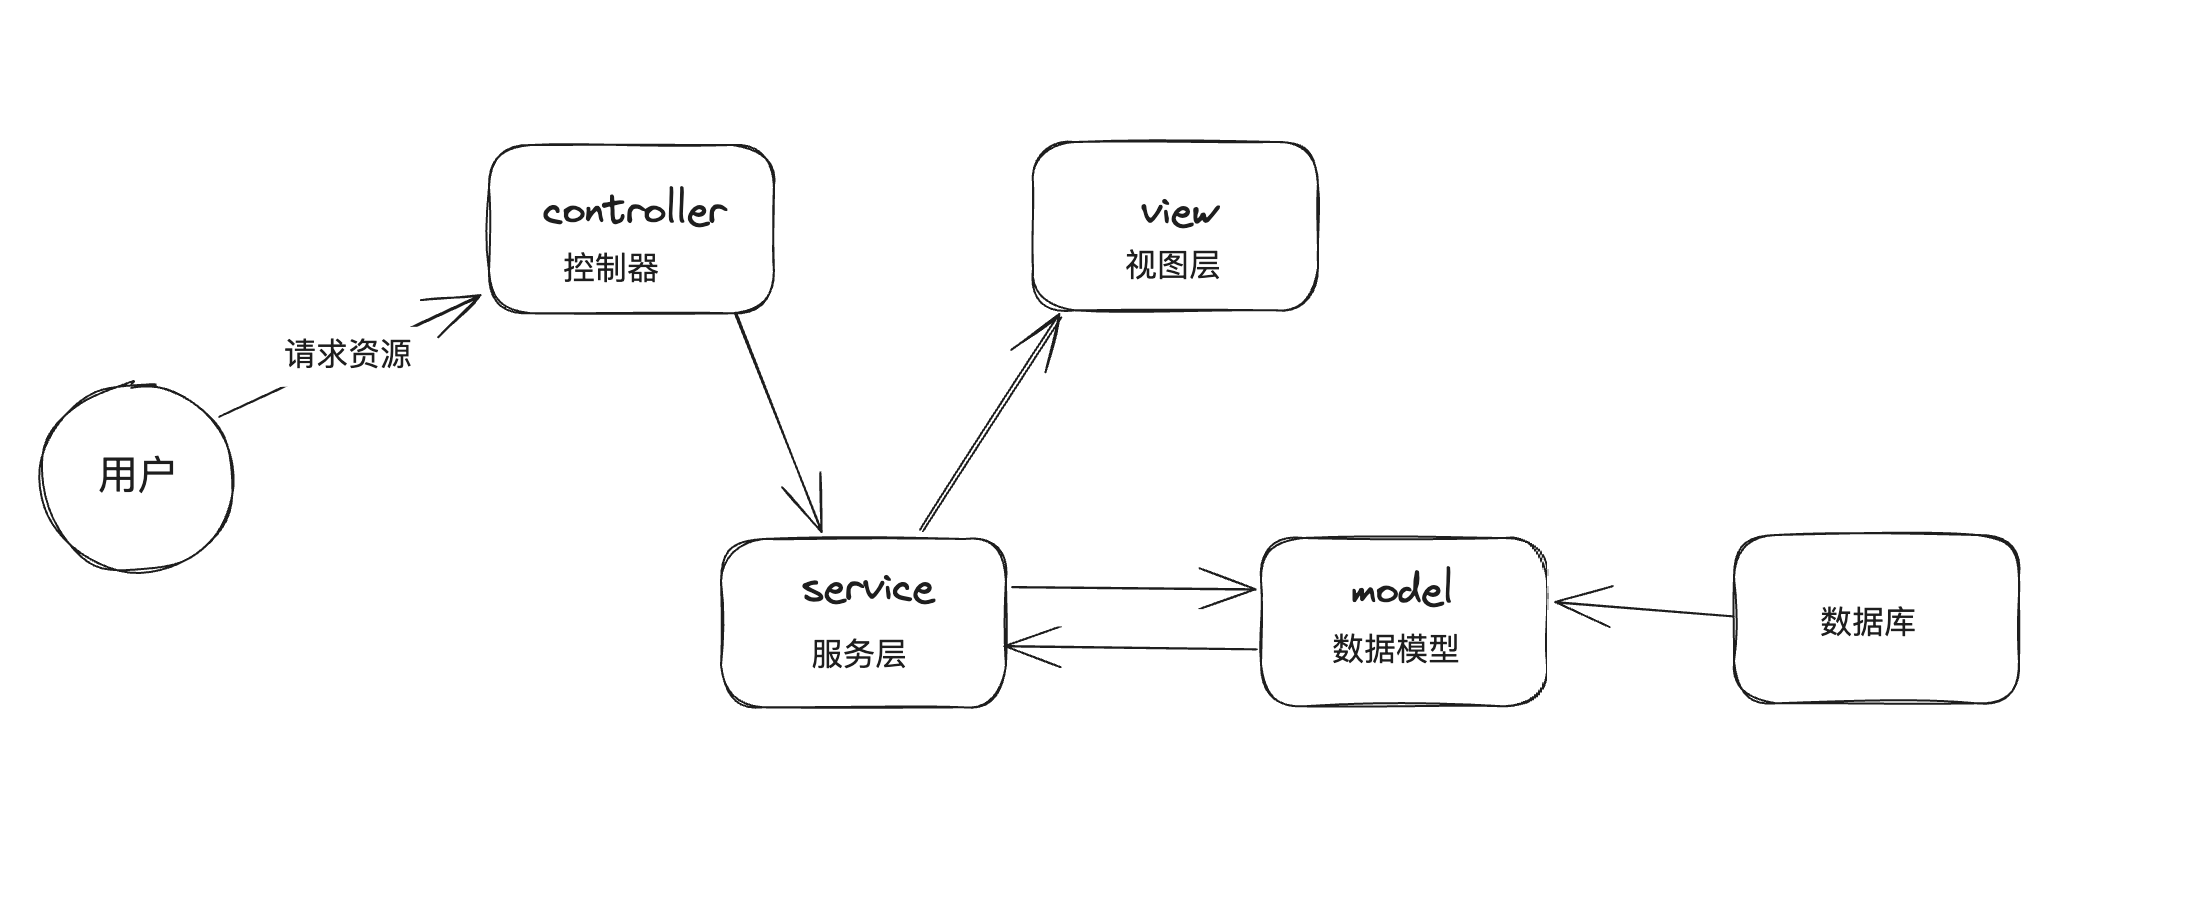 controller
控制器
view
视图层
请求资源
用户
service
服务层
model
数据模型
数据库